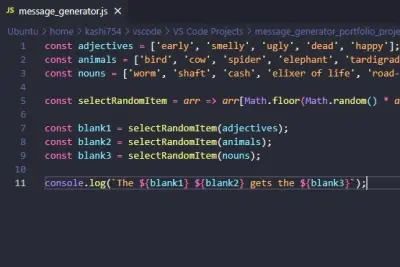 message_generator.js
Ubuntu > home > kashi754 > vscode > VS Code Projects > message_generator_portfolio_proje
1 const adjectives = ['early', 'smelly', 'ugly', 'dead', 'happy'];
2 const animals = ['bird', 'cow', 'spider', 'elephant', 'tardigrad
3 const nouns = ['worm', 'shaft', 'cash', 'elixer of life', 'road-
4
5 const selectRandomItem = arr => arr[Math.floor(Math.random() * a
6
7 const blank1 = selectRandomItem(adjectives);
8 const blank2 = selectRandomItem(animals);
9 const blank3 = selectRandomItem(nouns);
10
11 console.log(`The ${blank1} ${blank2} gets the ${blank3}`);